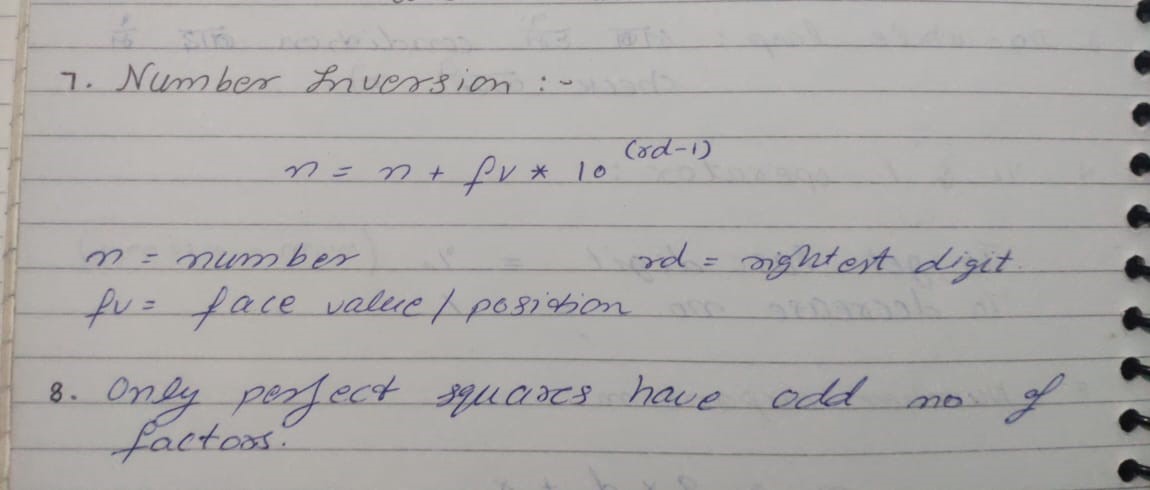 7. Number Inversion :-
n = n + fv * 10^(rd-1)
n = number rd = rightest digit.
fv = face value / position
8. Only perfect squares have odd no of
factors.